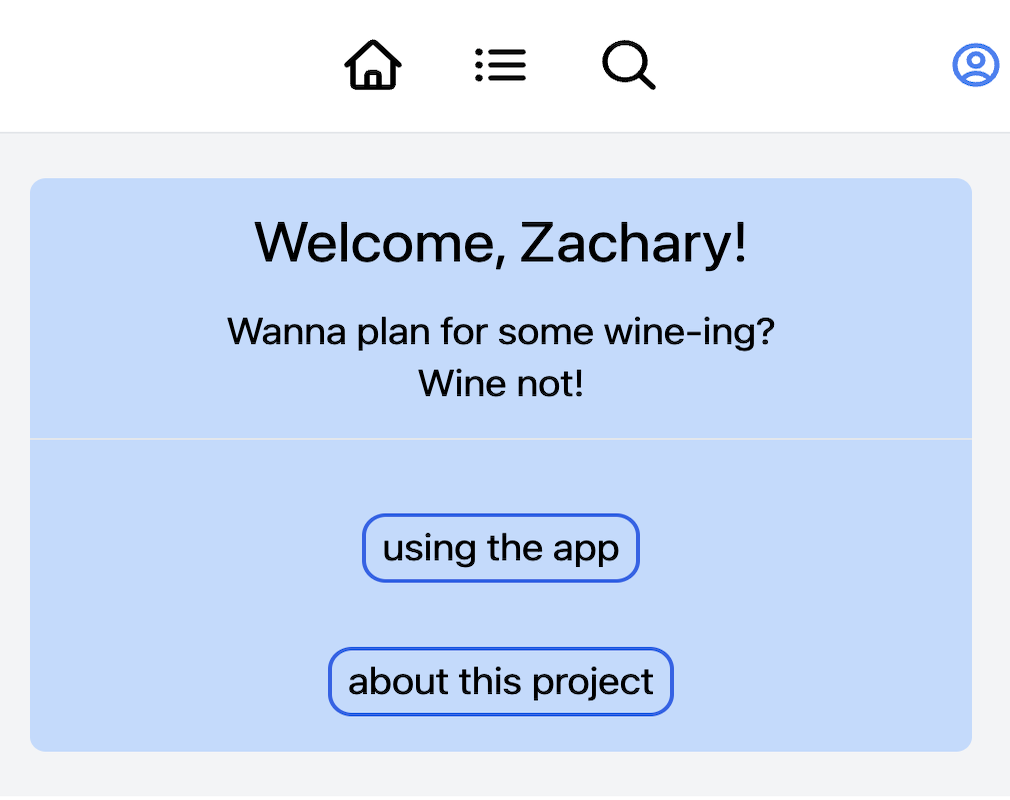 Welcome, Zachary!
Wanna plan for some wine-ing?
Wine not!
using the app
about this project